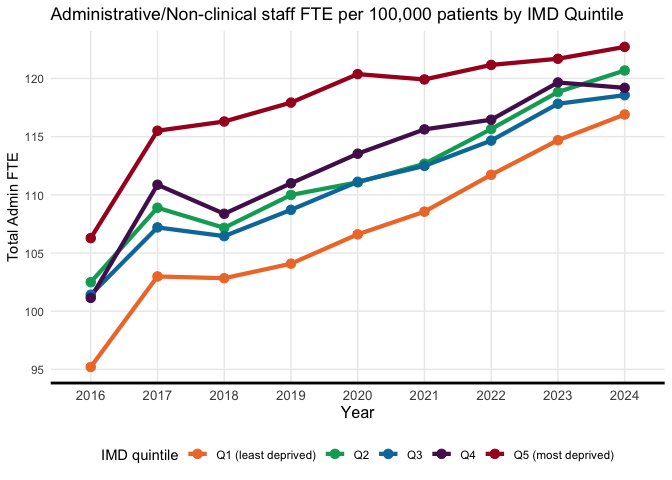 Administrative/Non-clinical staff FTE per 100,000 patients by IMD Quintile
Total Admin FTE
120
115
110
105
100
95
2016 2017 2018 2019 2020 2021 2022 2023 2024
Year
IMD quintile Q1 (least deprived) Q2 Q3 Q4 Q5 (most deprived)